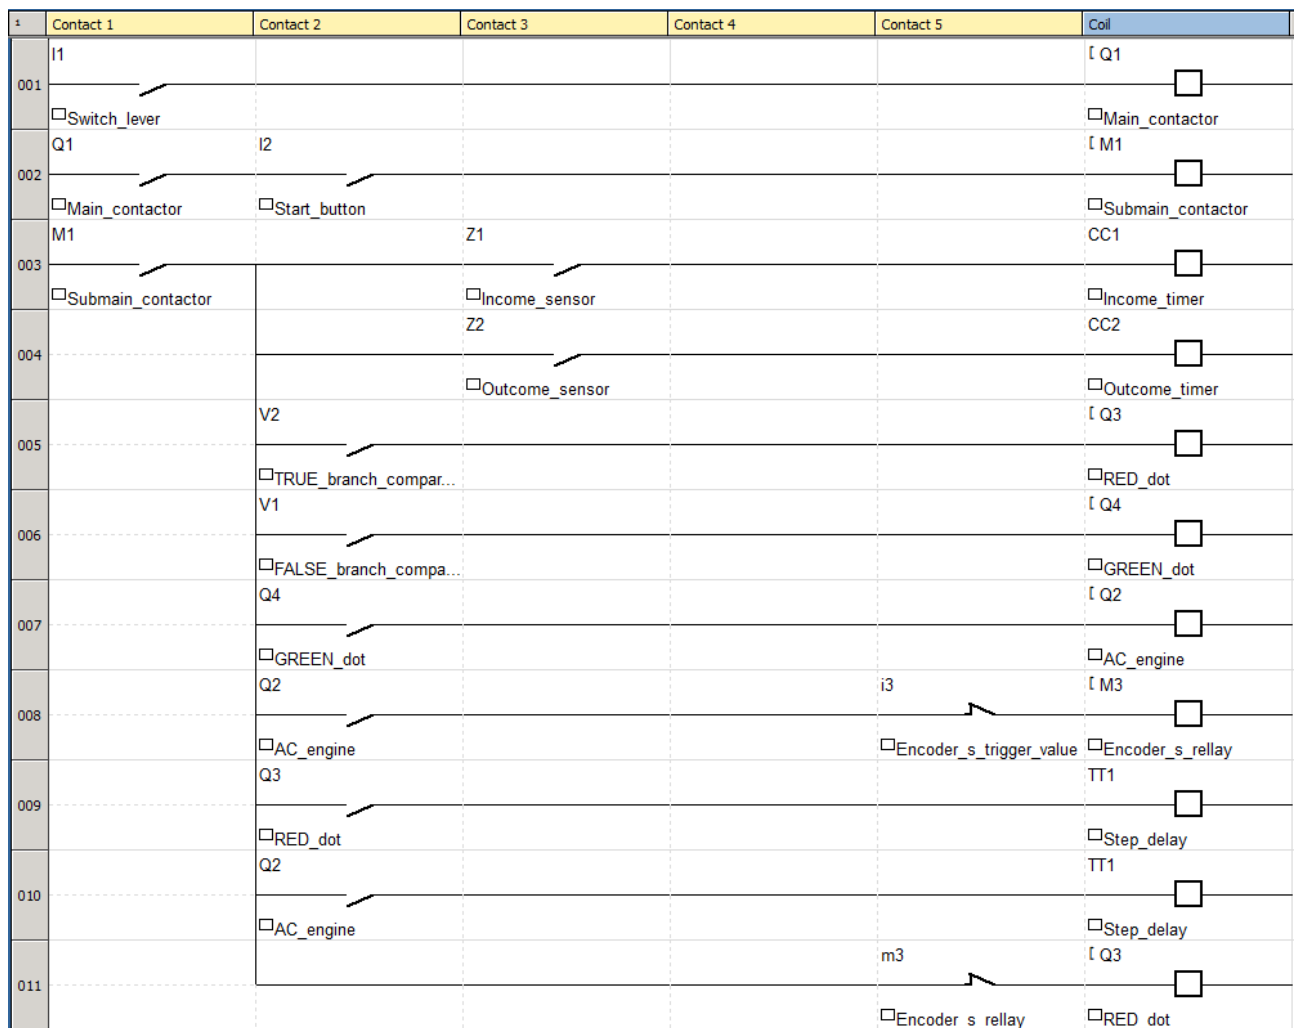 1 Contact 1 Contact 2 Contact 3 Contact 4 Contact 5 Coil
I1 [ Q1
001
Switch_lever Main_contactor
Q1 I2 [ M1
002
Main_contactor Start_button Submain_contactor
M1 Z1 CC1
003
Submain_contactor Income_sensor Income_timer
Z2 CC2
004
Outcome_sensor Outcome_timer
V2 [ Q3
005
TRUE_branch_compar... RED_dot
V1 [ Q4
006
FALSE_branch_compa... GREEN_dot
Q4 [ Q2
007
GREEN_dot AC_engine
Q2 i3 [ M3
008
AC_engine Encoder_s_trigger_value Encoder_s_rellay
Q3 TT1
009
RED_dot Step_delay
Q2 TT1
010
AC_engine Step_delay
m3 [ Q3
011
Encoder_s_rellay RED_dot